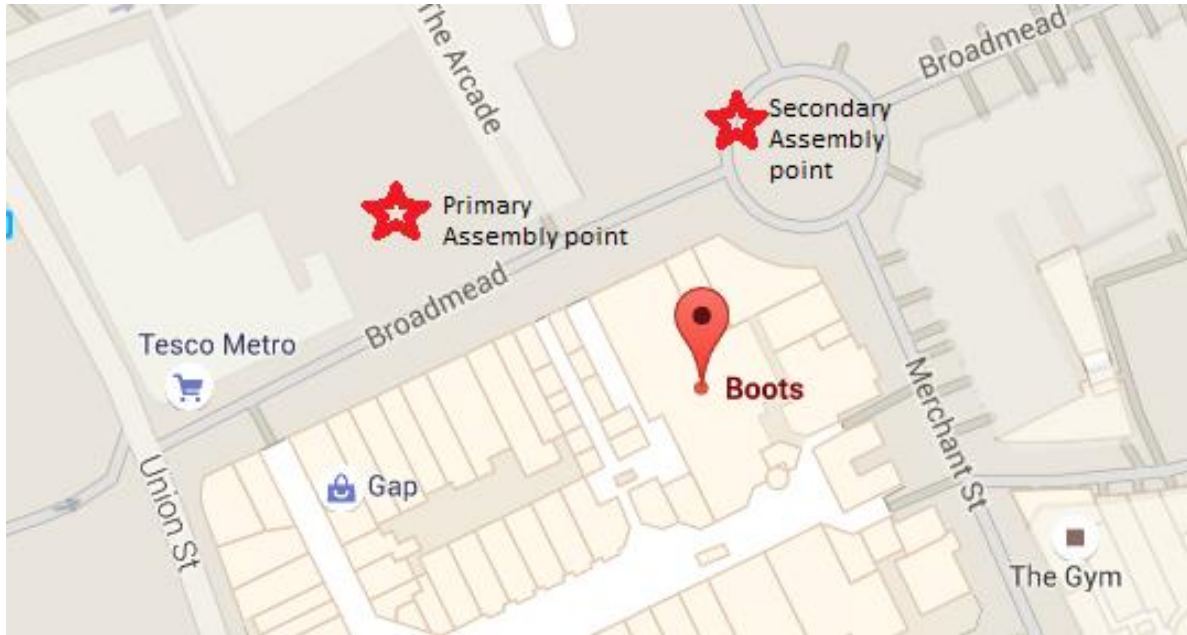 The Arcade
Broadmead
Secondary
Assembly
point
Primary
Assembly point
Broadmead
Tesco Metro
Boots
Merchant St
Union St
Gap
The Gym